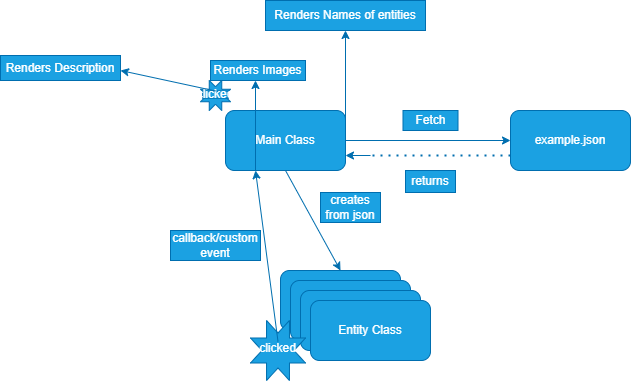 Renders Names of entities
Renders Description
Renders Images
clicked
Main Class
Fetch
example.json
returns
creates
from json
callback/custom
event
Entity Class
clicked